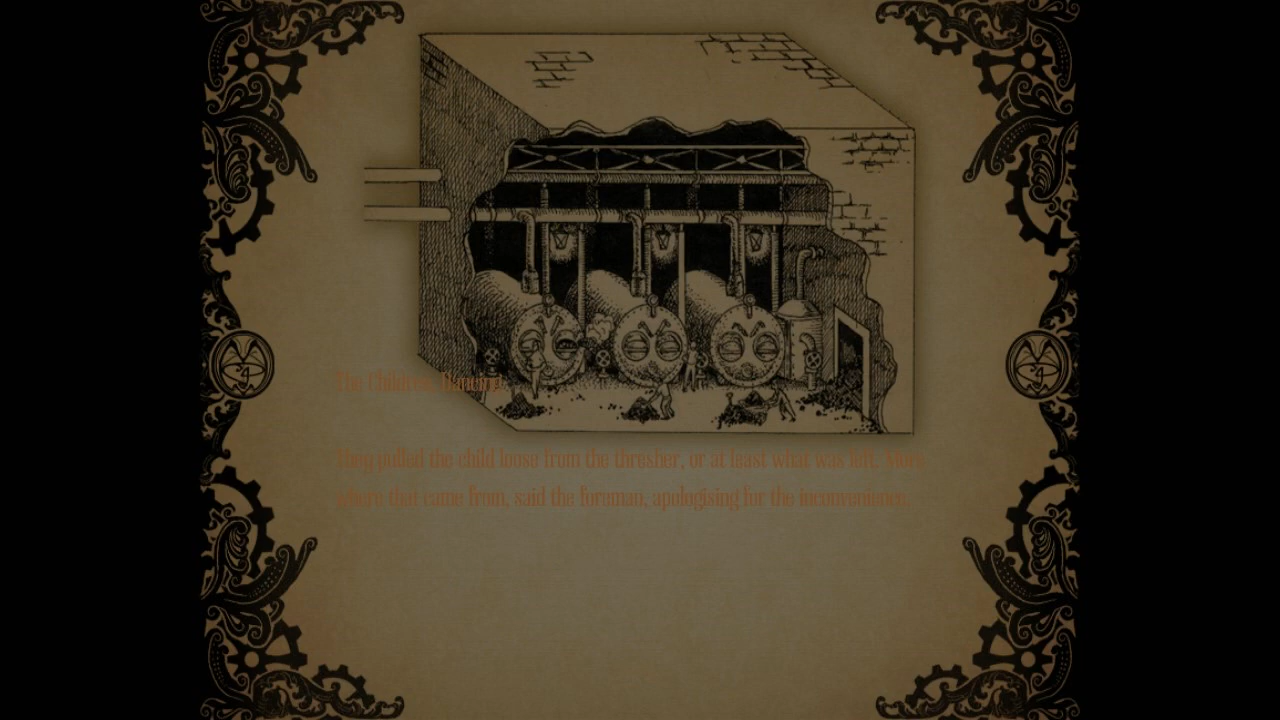 The Children, Dancing
They pulled the child loose from the thresher, or at least what was left. More
where that came from, said the foreman, apologising for the inconvenience.